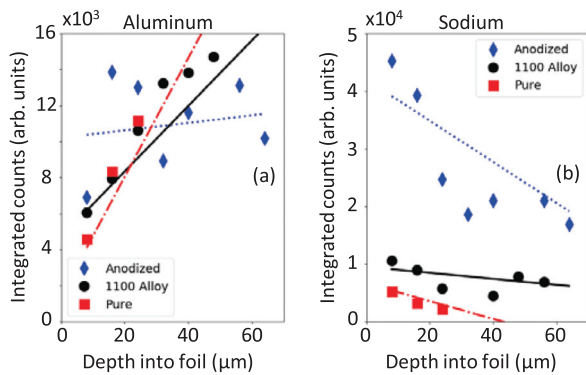 x10³ Aluminum
16
12
8
4
0
0 20 40 60
Integrated counts (arb. units)
Depth into foil (μm)
(a)
Anodized
1100 Alloy
Pure
x10⁴ Sodium
5
4
3
2
1
0
0 20 40 60
Integrated counts (arb. units)
Depth into foil (μm)
(b)
Anodized
1100 Alloy
Pure